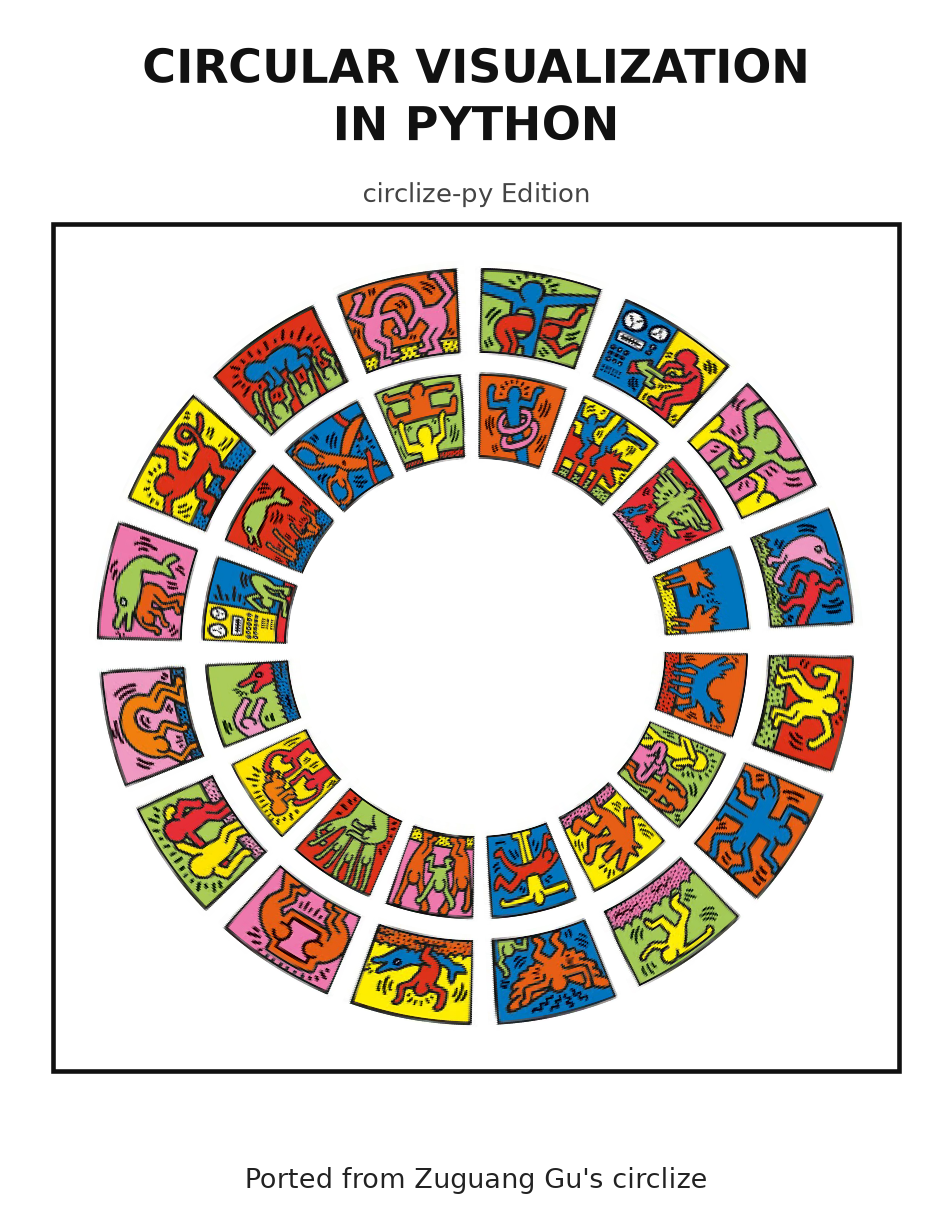 CIRCULAR VISUALIZATION
IN PYTHON
circlize-py Edition
Ported from Zuguang Gu's circlize